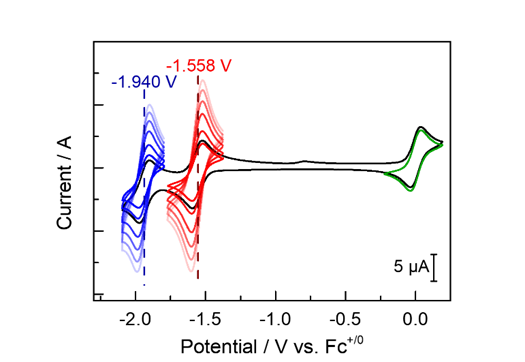 -1.558 V
-1.940 V
Current / A
5 µA
-2.0 -1.5 -1.0 -0.5 0.0
Potential / V vs. Fc⁺ᐟ⁰